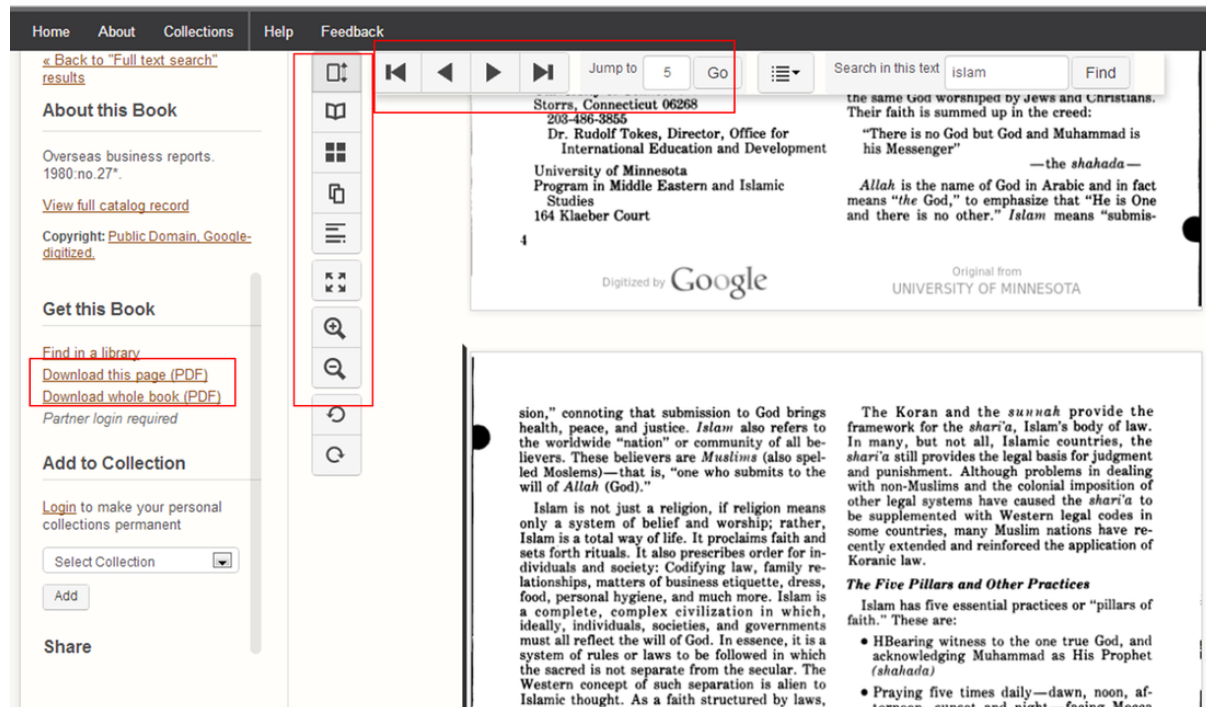 Home About Collections Help Feedback
« Back to "Full text search"
results
About this Book
Overseas business reports.
1980:no.27*.
View full catalog record
Copyright: Public Domain, Google-
digitized.
Get this Book
Find in a library
Download this page (PDF)
Download whole book (PDF)
Partner login required
Add to Collection
Login to make your personal
collections permanent
Select Collection
Add
Share
Jump to 5 Go
Search in this text islam Find
Storrs, Connecticut 06268
203-486-3855
Dr. Rudolf Tokes, Director, Office for
International Education and Development
University of Minnesota
Program in Middle Eastern and Islamic
Studies
164 Klaeber Court
4
the same God worshiped by Jews and Christians.
Their faith is summed up in the creed:
"There is no God but God and Muhammad is
his Messenger"
—the shahada—
Allah is the name of God in Arabic and in fact
means "the God," to emphasize that "He is One
and there is no other." Islam means "submis-
Digitized by Google
Original from
UNIVERSITY OF MINNESOTA
sion," connoting that submission to God brings
health, peace, and justice. Islam also refers to
the worldwide "nation" or community of all be-
lievers. These believers are Muslims (also spel-
led Moslems)—that is, "one who submits to the
will of Allah (God)."
Islam is not just a religion, if religion means
only a system of belief and worship; rather,
Islam is a total way of life. It proclaims faith and
sets forth rituals. It also prescribes order for in-
dividuals and society: Codifying law, family re-
lationships, matters of business etiquette, dress,
food, personal hygiene, and much more. Islam is
a complete, complex civilization in which,
ideally, individuals, societies, and governments
must all reflect the will of God. In essence, it is a
system of rules or laws to be followed in which
the sacred is not separate from the secular. The
Western concept of such separation is alien to
Islamic thought. As a faith structured by laws,
The Koran and the sunnah provide the
framework for the shari'a, Islam's body of law.
In many, but not all, Islamic countries, the
shari'a still provides the legal basis for judgment
and punishment. Although problems in dealing
with non-Muslims and the colonial imposition of
other legal systems have caused the shari'a to
be supplemented with Western legal codes in
some countries, many Muslim nations have re-
cently extended and reinforced the application of
Koranic law.
The Five Pillars and Other Practices
Islam has five essential practices or "pillars of
faith." These are:
• HBearing witness to the one true God, and
acknowledging Muhammad as His Prophet
(shahada)
• Praying five times daily—dawn, noon, af-
ternoon, sunset and night—facing Mecca